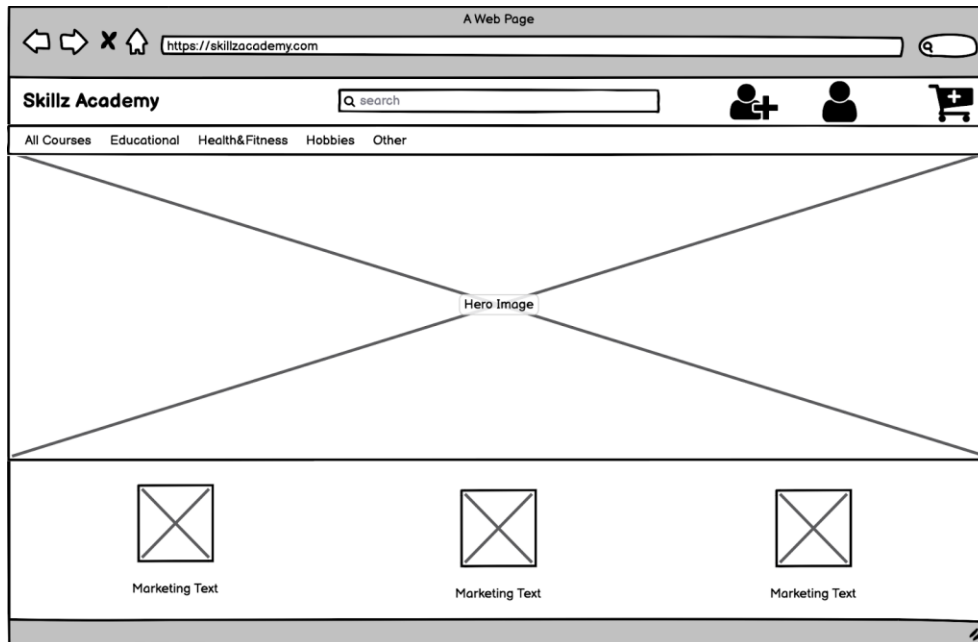 A Web Page
https://skillzacademy.com
Skillz Academy
search
All Courses Educational Health&Fitness Hobbies Other
Hero Image
Marketing Text Marketing Text Marketing Text